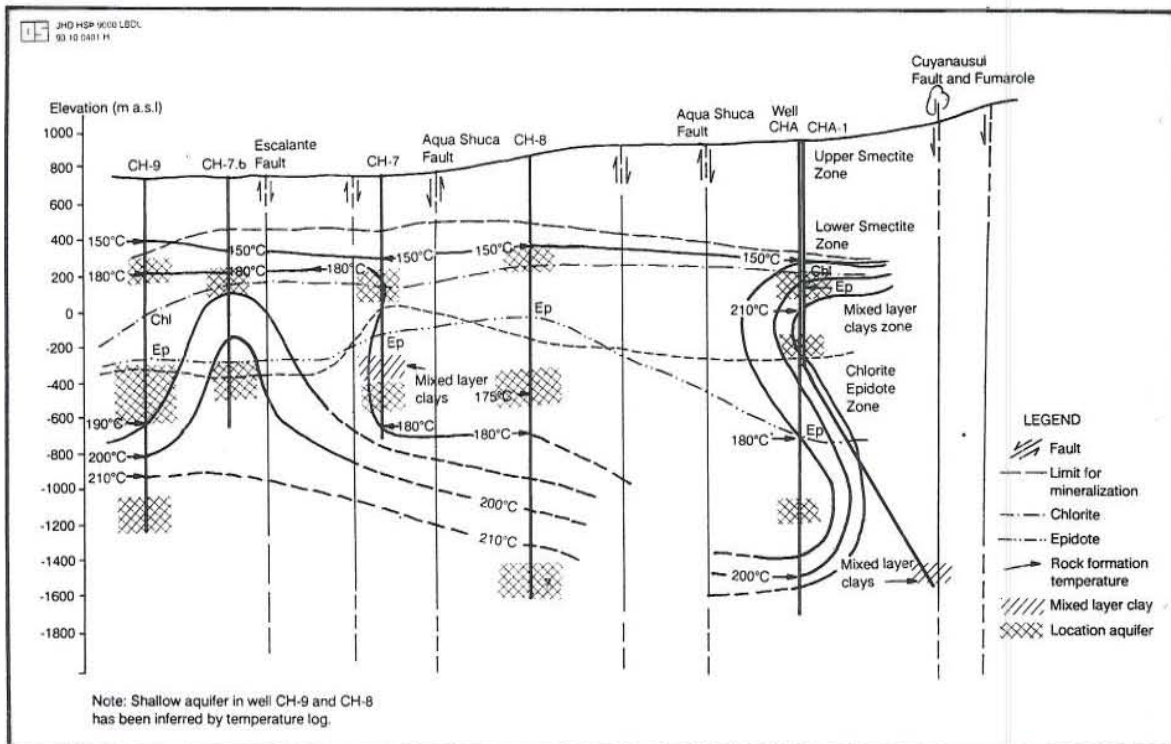 JHD HSP 9000 LBDL
93 10 0401 H
Cuyanausui
Fault and Fumarole
Elevation (m a.s.l)
1000
800
600
400
200
0
-200
-400
-600
-800
-1000
-1200
-1400
-1600
-1800
CH-9
CH-7.b
Escalante
Fault
CH-7
Aqua Shuca
Fault
CH-8
Aqua Shuca
Fault
Well
CHA
CHA-1
Upper Smectite
Zone
Lower Smectite
Zone
150°C
150°C
150°C
150°C
150°C
180°C
180°C
180°C
Chl
Ep
210°C
Mixed layer
clays zone
Chl
Ep
Ep
Ep
Mixed layer
clays
175°C
Chlorite
Epidote
Zone
190°C
180°C
180°C
180°C
Ep
200°C
210°C
200°C
210°C
200°C
Mixed layer
clays
LEGEND
Fault
Limit for
mineralization
Chlorite
Epidote
Rock formation
temperature
Mixed layer clay
Location aquifer
Note: Shallow aquifer in well CH-9 and CH-8
has been inferred by temperature log.